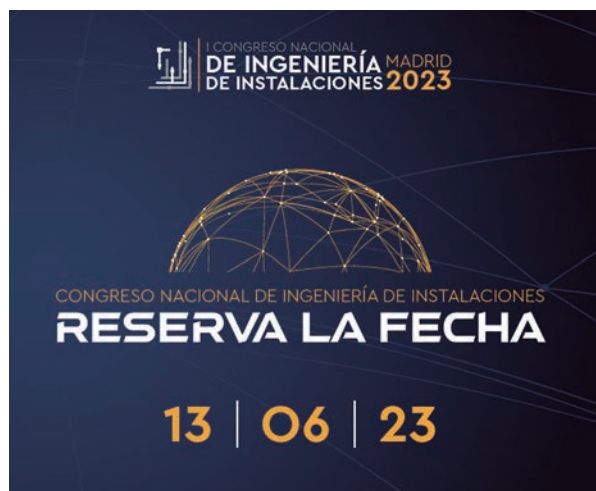 I CONGRESO NACIONAL
DE INGENIERÍA
DE INSTALACIONES
MADRID
2023
CONGRESO NACIONAL DE INGENIERÍA DE INSTALACIONES
RESERVA LA FECHA
13 | 06 | 23